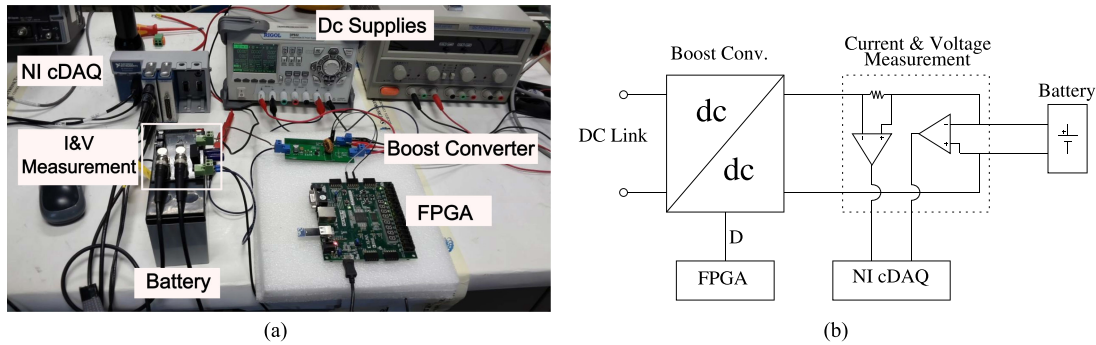 Dc Supplies
NI cDAQ
RIGOL
I&V
Measurement
Boost Converter
FPGA
Battery
(a)
Boost Conv.
Current & Voltage
Measurement
Battery
dc
DC Link
dc
D
FPGA
NI cDAQ
(b)